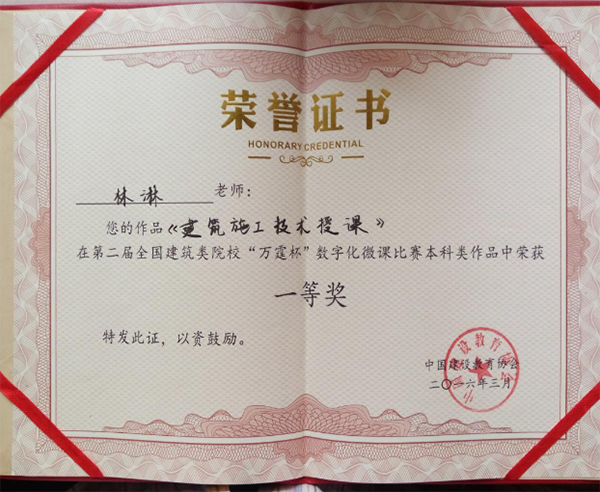 荣誉证书
HONORARY CREDENTIAL
林淋 老师：
您的作品《建筑施工技术授课》
在第二届全国建筑类院校“万霆杯”数字化微课比赛本科类作品中荣获
一等奖
特发此证，以资鼓励。
中国建设教育协会
二〇一六年三月